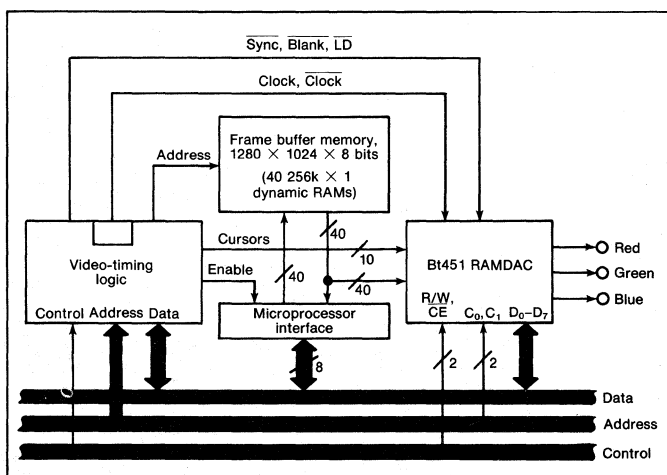 Sync, Blank, LD
Clock, Clock
Address
Frame buffer memory,
1280 × 1024 × 8 bits
(40 256k × 1
dynamic RAMs)
Video-timing
logic
Control Address Data
Cursors
10
Enable
40
40
40
Microprocessor
interface
8
Bt451 RAMDAC
R/W,
CE
C₀, C₁
D₀–D₇
2
2
Red
Green
Blue
Data
Address
Control